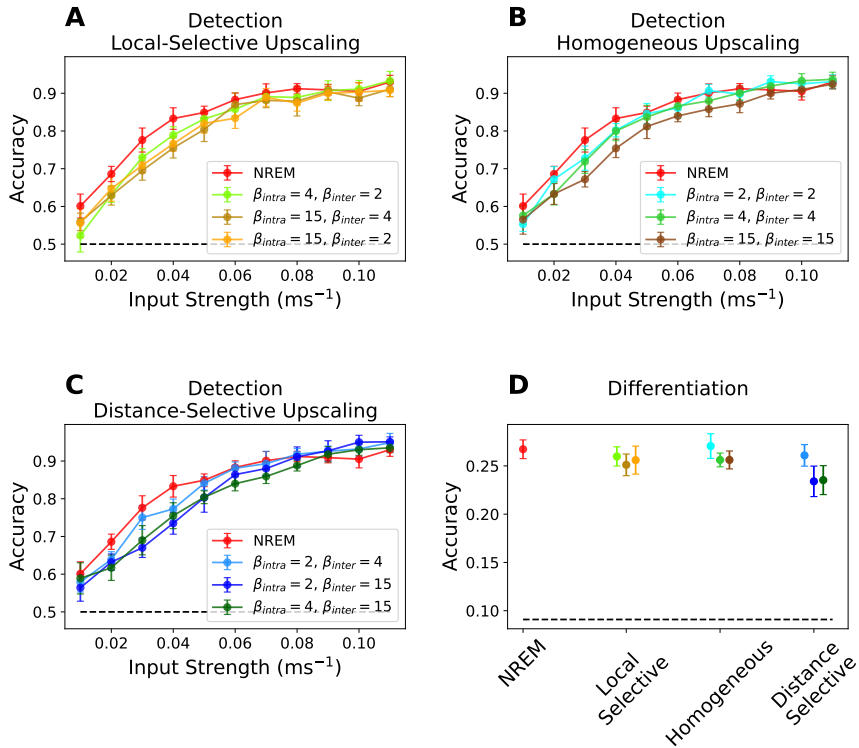 A
Detection
Local-Selective Upscaling
Accuracy
0.9
0.8
0.7
0.6
0.5
NREM
β_intra = 4, β_inter = 2
β_intra = 15, β_inter = 4
β_intra = 15, β_inter = 2
0.02 0.04 0.06 0.08 0.10
Input Strength (ms⁻¹)
B
Detection
Homogeneous Upscaling
Accuracy
0.9
0.8
0.7
0.6
0.5
NREM
β_intra = 2, β_inter = 2
β_intra = 4, β_inter = 4
β_intra = 15, β_inter = 15
0.02 0.04 0.06 0.08 0.10
Input Strength (ms⁻¹)
C
Detection
Distance-Selective Upscaling
Accuracy
0.9
0.8
0.7
0.6
0.5
NREM
β_intra = 2, β_inter = 4
β_intra = 2, β_inter = 15
β_intra = 4, β_inter = 15
0.02 0.04 0.06 0.08 0.10
Input Strength (ms⁻¹)
D
Differentiation
Accuracy
0.25
0.20
0.15
0.10
NREM
Local
Selective
Homogeneous
Distance
Selective